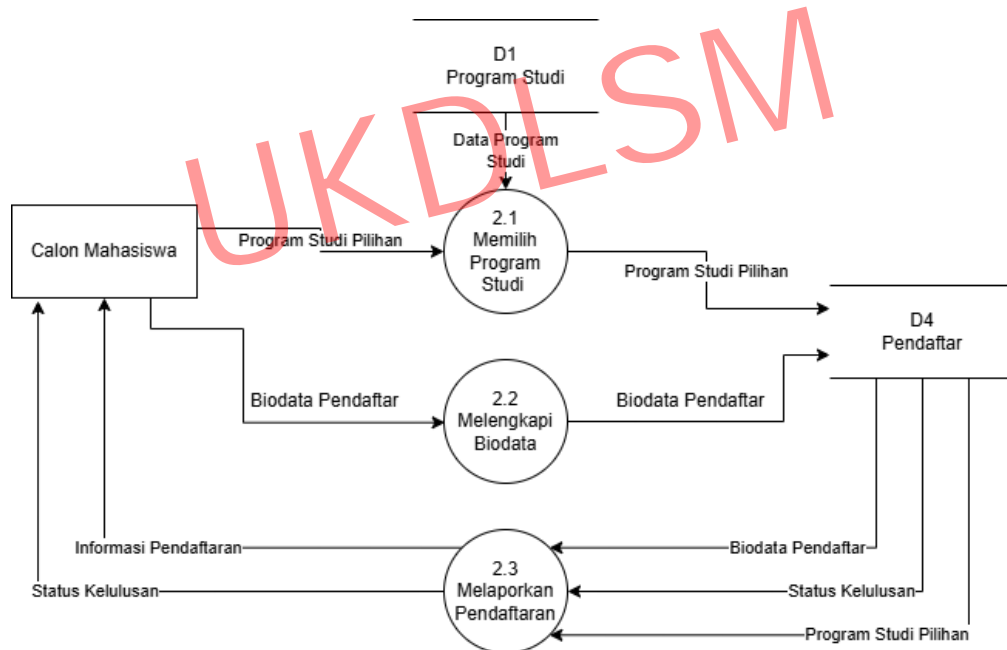 D1
Program Studi
Data Program
Studi
UKDLSM
Calon Mahasiswa
Program Studi Pilihan
2.1
Memilih
Program
Studi
Program Studi Pilihan
D4
Pendaftar
Biodata Pendaftar
2.2
Melengkapi
Biodata
Biodata Pendaftar
Informasi Pendaftaran
2.3
Melaporkan
Pendaftaran
Biodata Pendaftar
Status Kelulusan
Status Kelulusan
Program Studi Pilihan